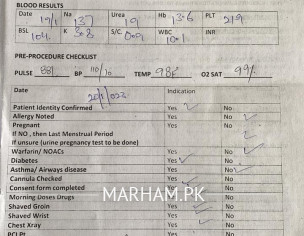 BLOOD RESULTS
Date 19/1 Na 137 Urea 19 Hb 13.6 PLT 219
BSL 104 K 3.8 S/C. 0.9 WBC 10.1 INR
PRE-PROCEDURE CHECKLIST
PULSE 88 BP 110/70 TEMP 98F O2 SAT 99%
Date Indication
Patient Identity Confirmed Yes ✓ No
Allergy Noted Yes No ✓
Pregnant Yes No
If NO, then Last Menstrual Period
If unsure (urine pregnancy test to be done)
Warfarin/ NOACs Yes No
Diabetes Yes ✓ No
Asthma/ Airways disease Yes No ✓
Cannula Checked Yes ✓ No
Consent form completed Yes No
Morning Doses Drugs Yes No
Shaved Groin Yes No
Shaved Wrist Yes No
Chest Xray Yes No
MARHAM.PK